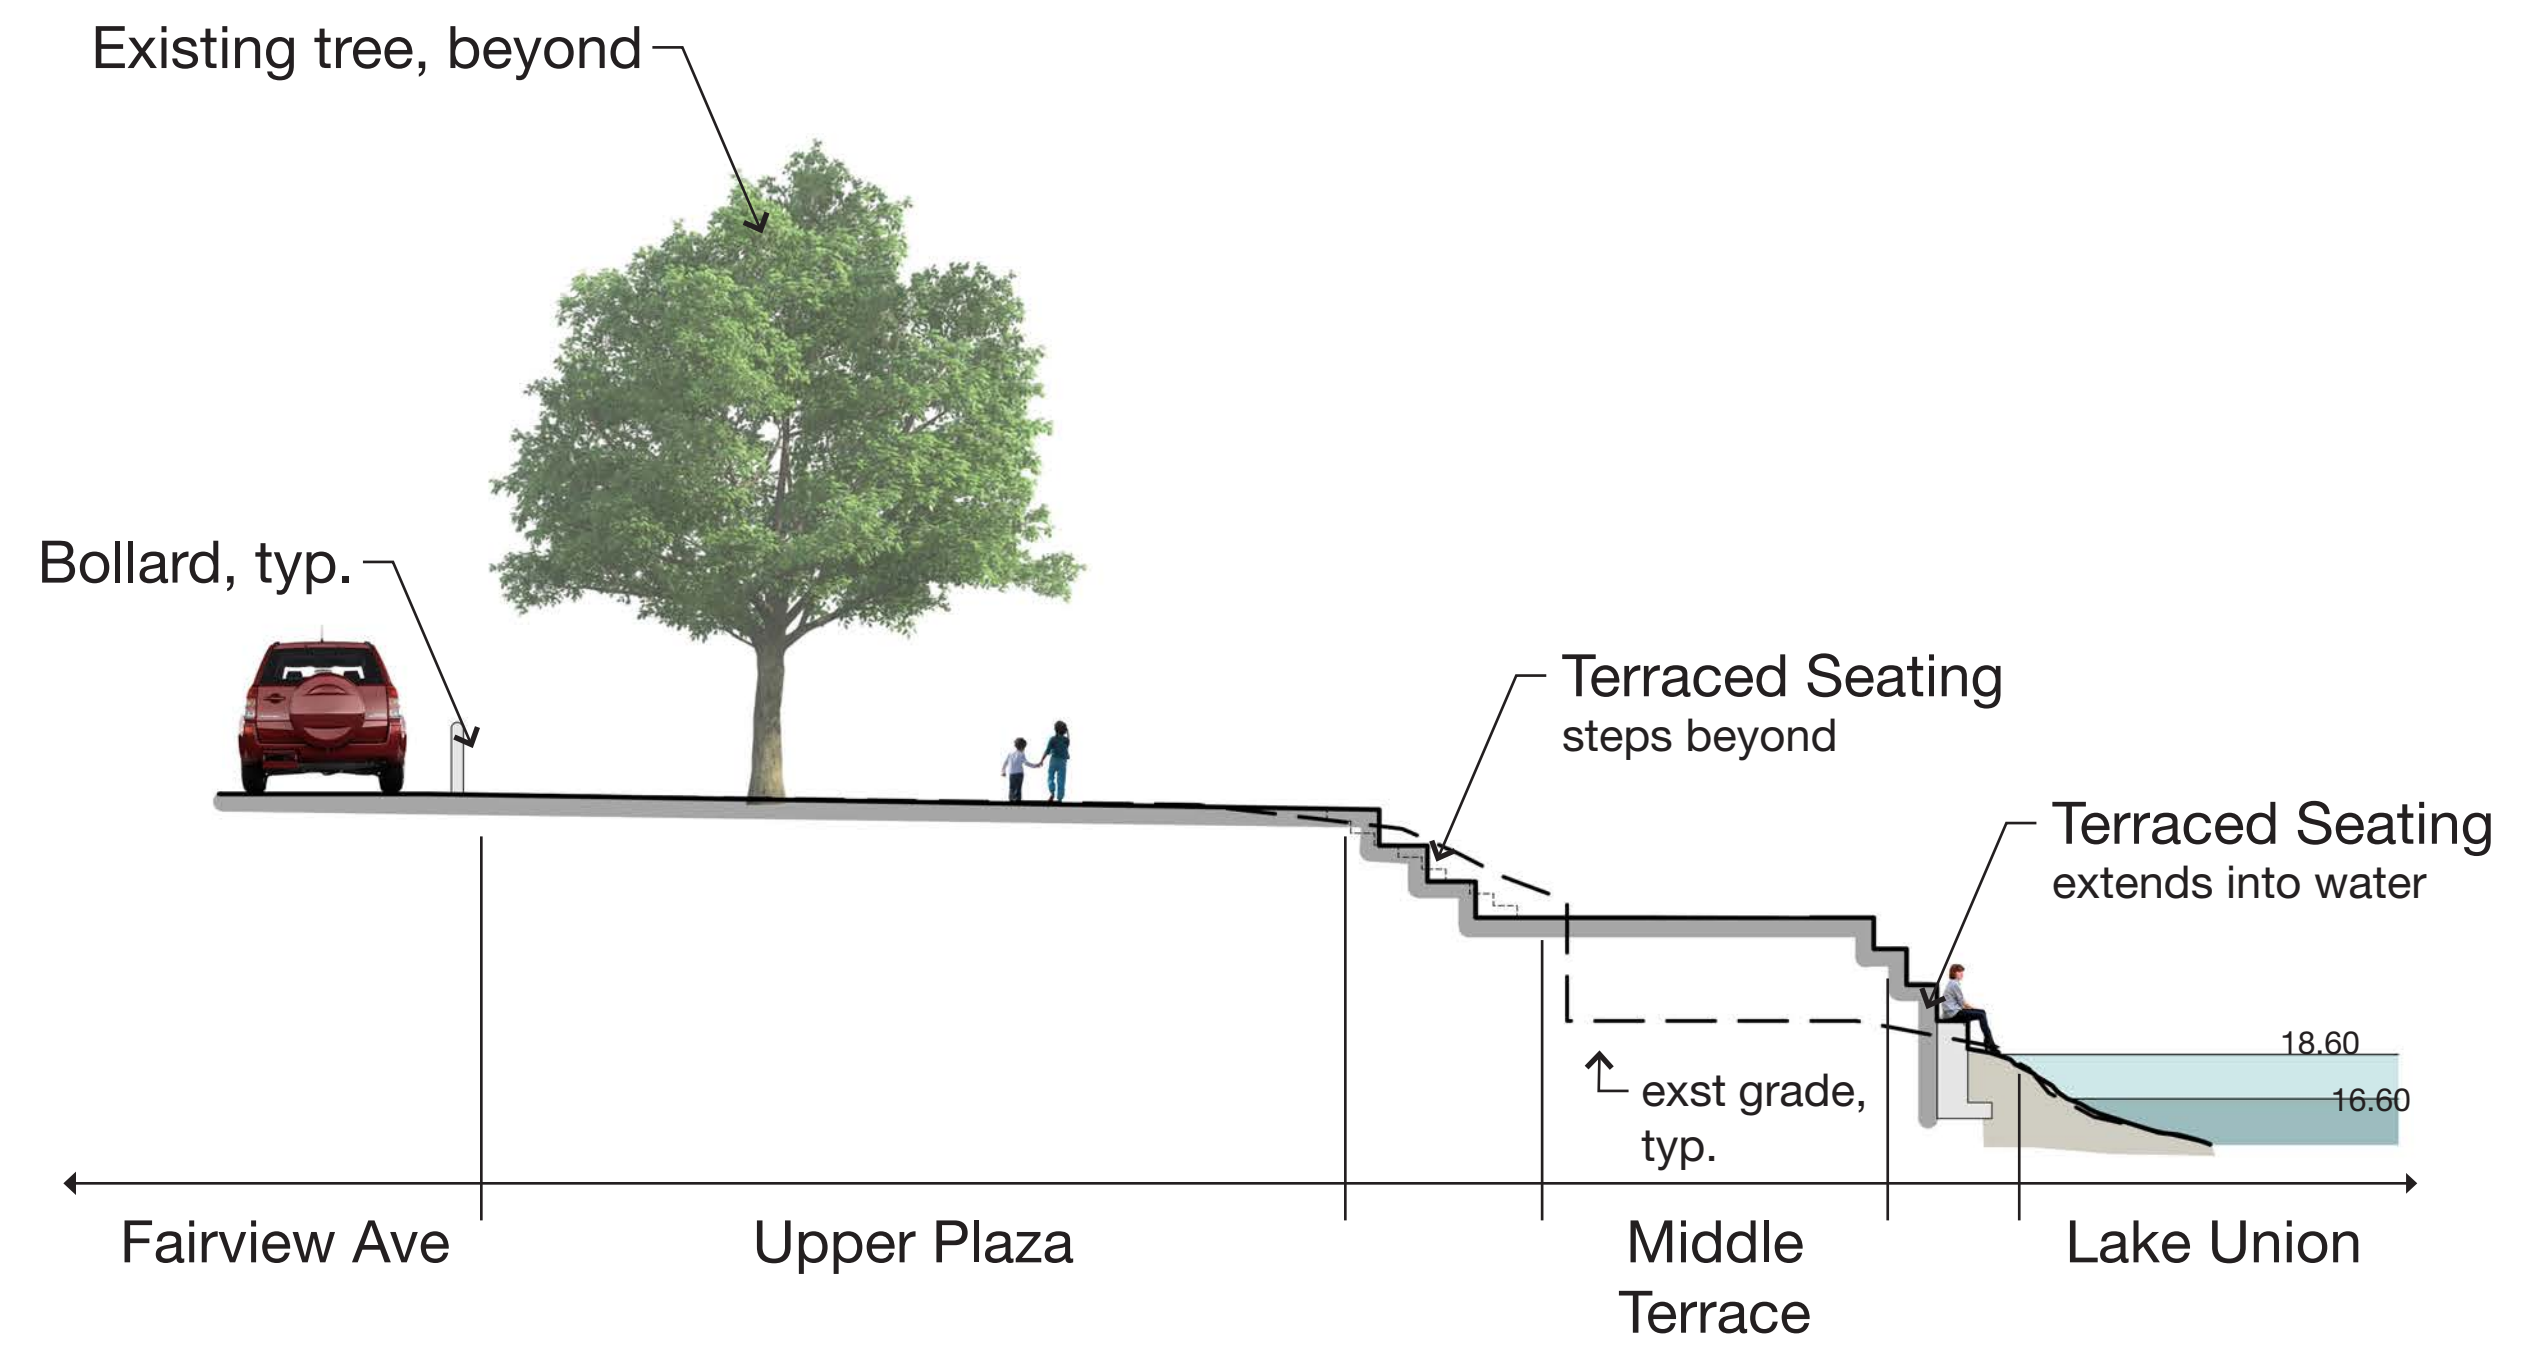 Existing tree, beyond
Bollard, typ.
Terraced Seating
steps beyond
Terraced Seating
extends into water
18.60
16.60
exst grade,
typ.
Fairview Ave
Upper Plaza
Middle
Terrace
Lake Union